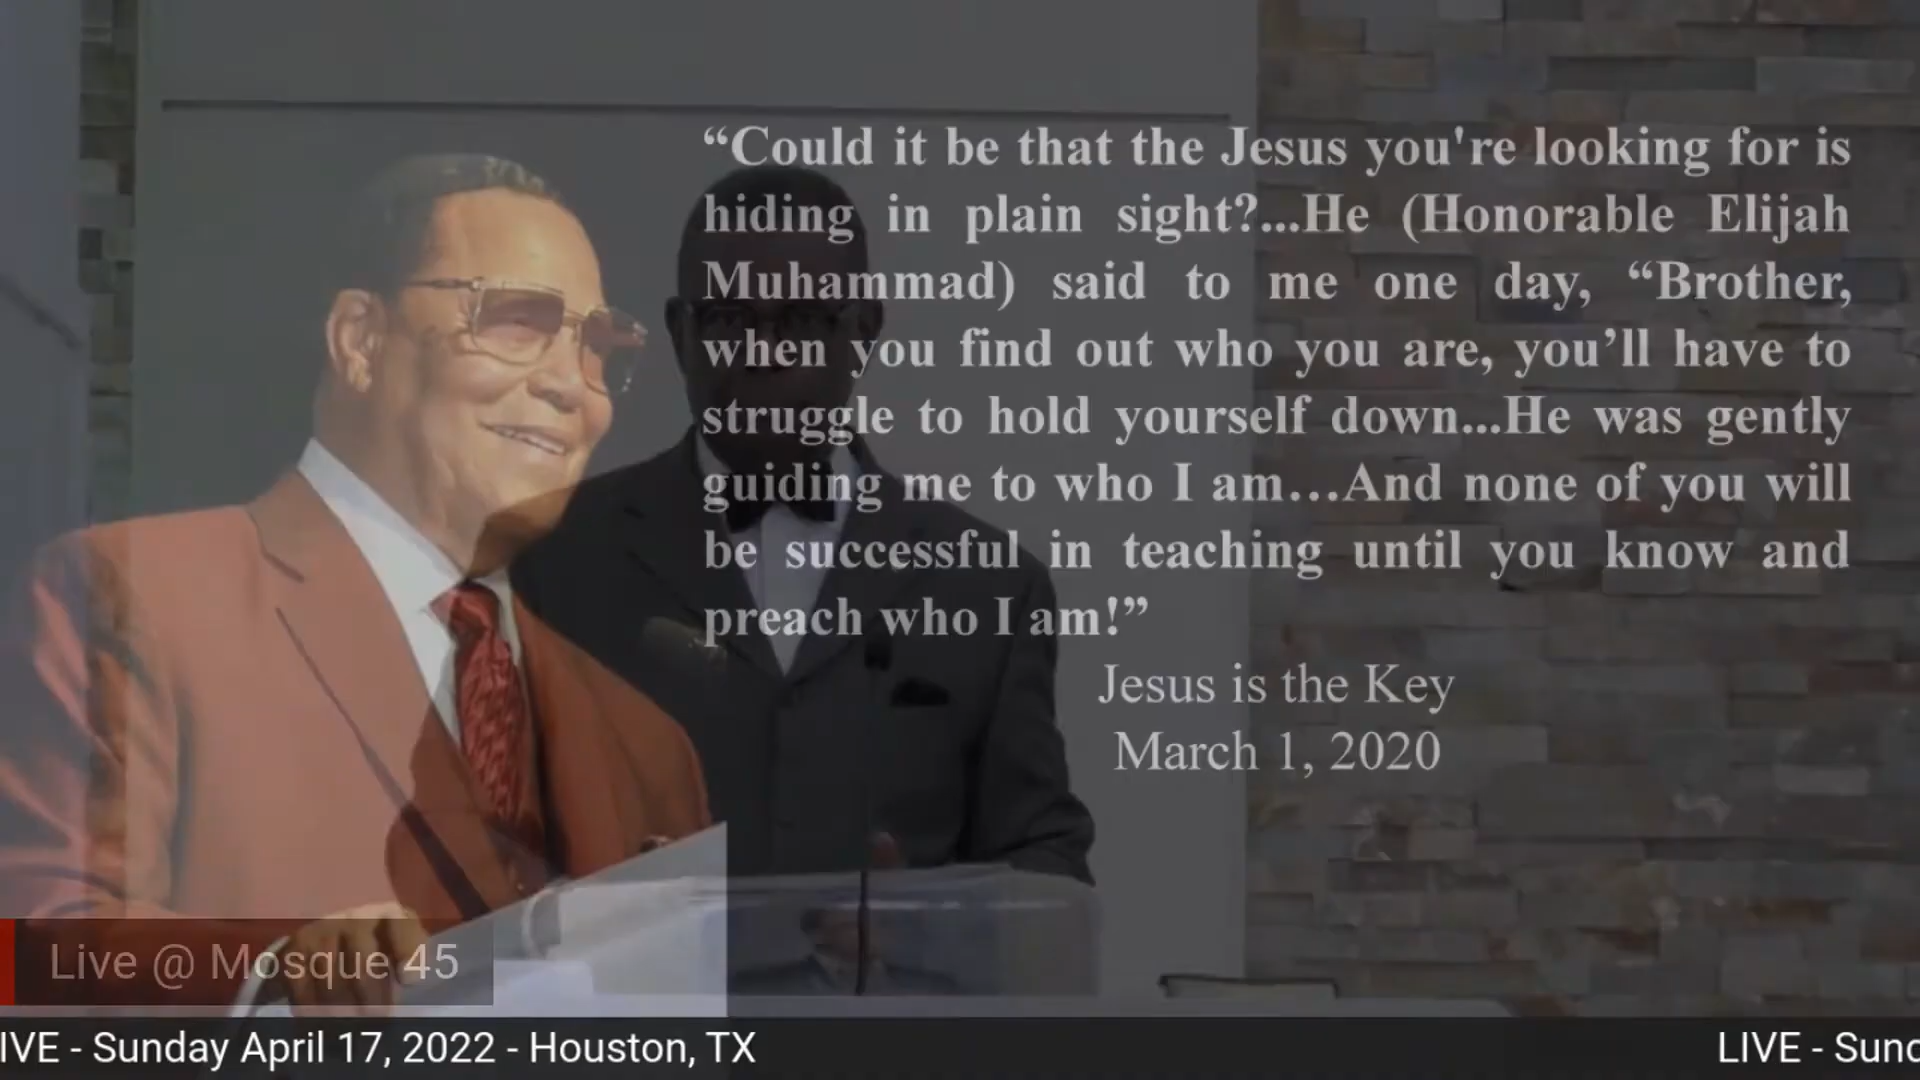 “Could it be that the Jesus you're looking for is
hiding in plain sight?...He (Honorable Elijah
Muhammad) said to me one day, “Brother,
when you find out who you are, you’ll have to
struggle to hold yourself down...He was gently
guiding me to who I am…And none of you will
be successful in teaching until you know and
preach who I am!”
Jesus is the Key
March 1, 2020
Live @ Mosque 45
IVE - Sunday April 17, 2022 - Houston, TX
LIVE - Sund